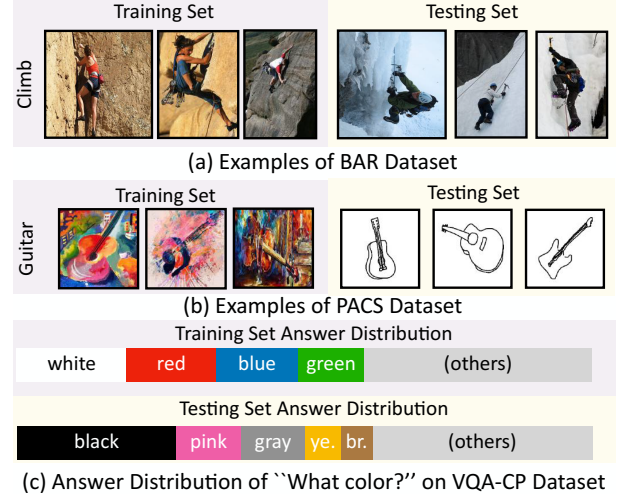 Training Set
Testing Set
Climb
(a) Examples of BAR Dataset
Training Set
Testing Set
Guitar
(b) Examples of PACS Dataset
Training Set Answer Distribution
white red blue green (others)
Testing Set Answer Distribution
black pink gray ye. br. (others)
(c) Answer Distribution of ``What color?'' on VQA-CP Dataset